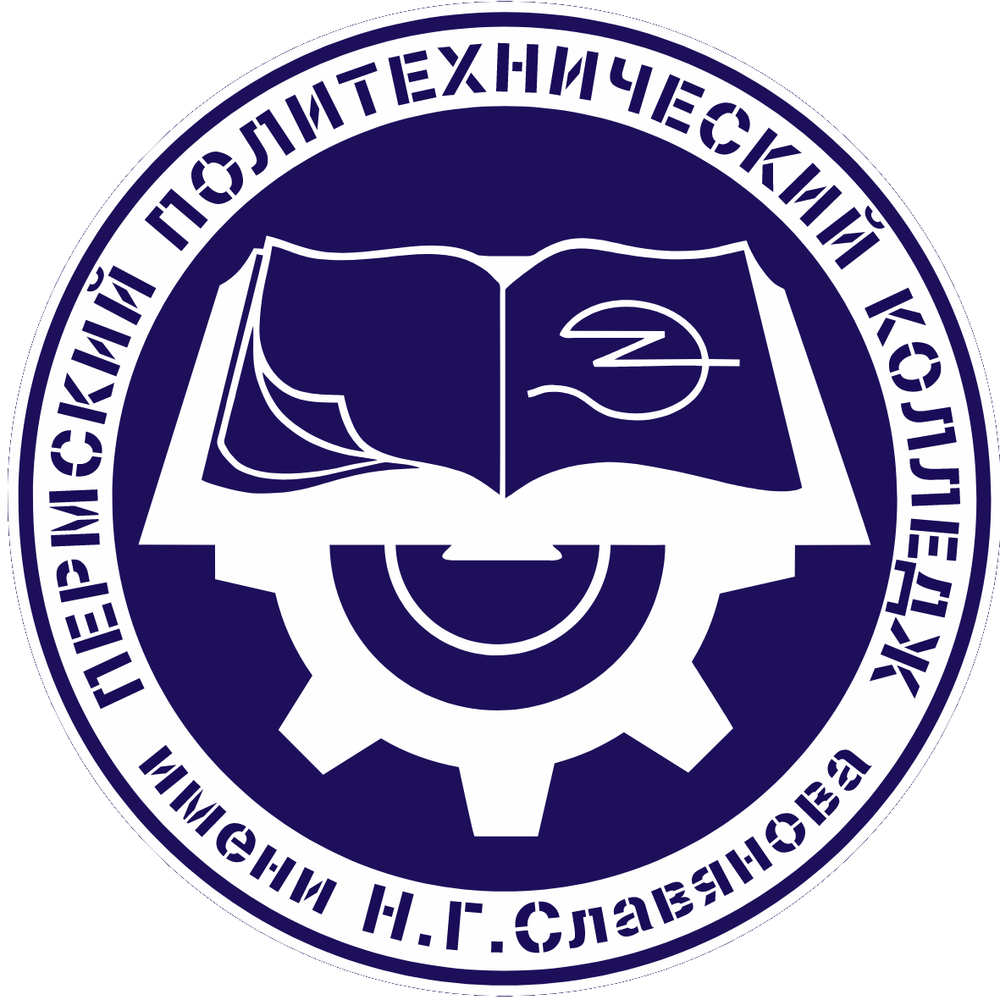 ПЕРМСКИЙ ПОЛИТЕХНИЧЕСКИЙ КОЛЛЕДЖ
имени Н.Г.Славянова